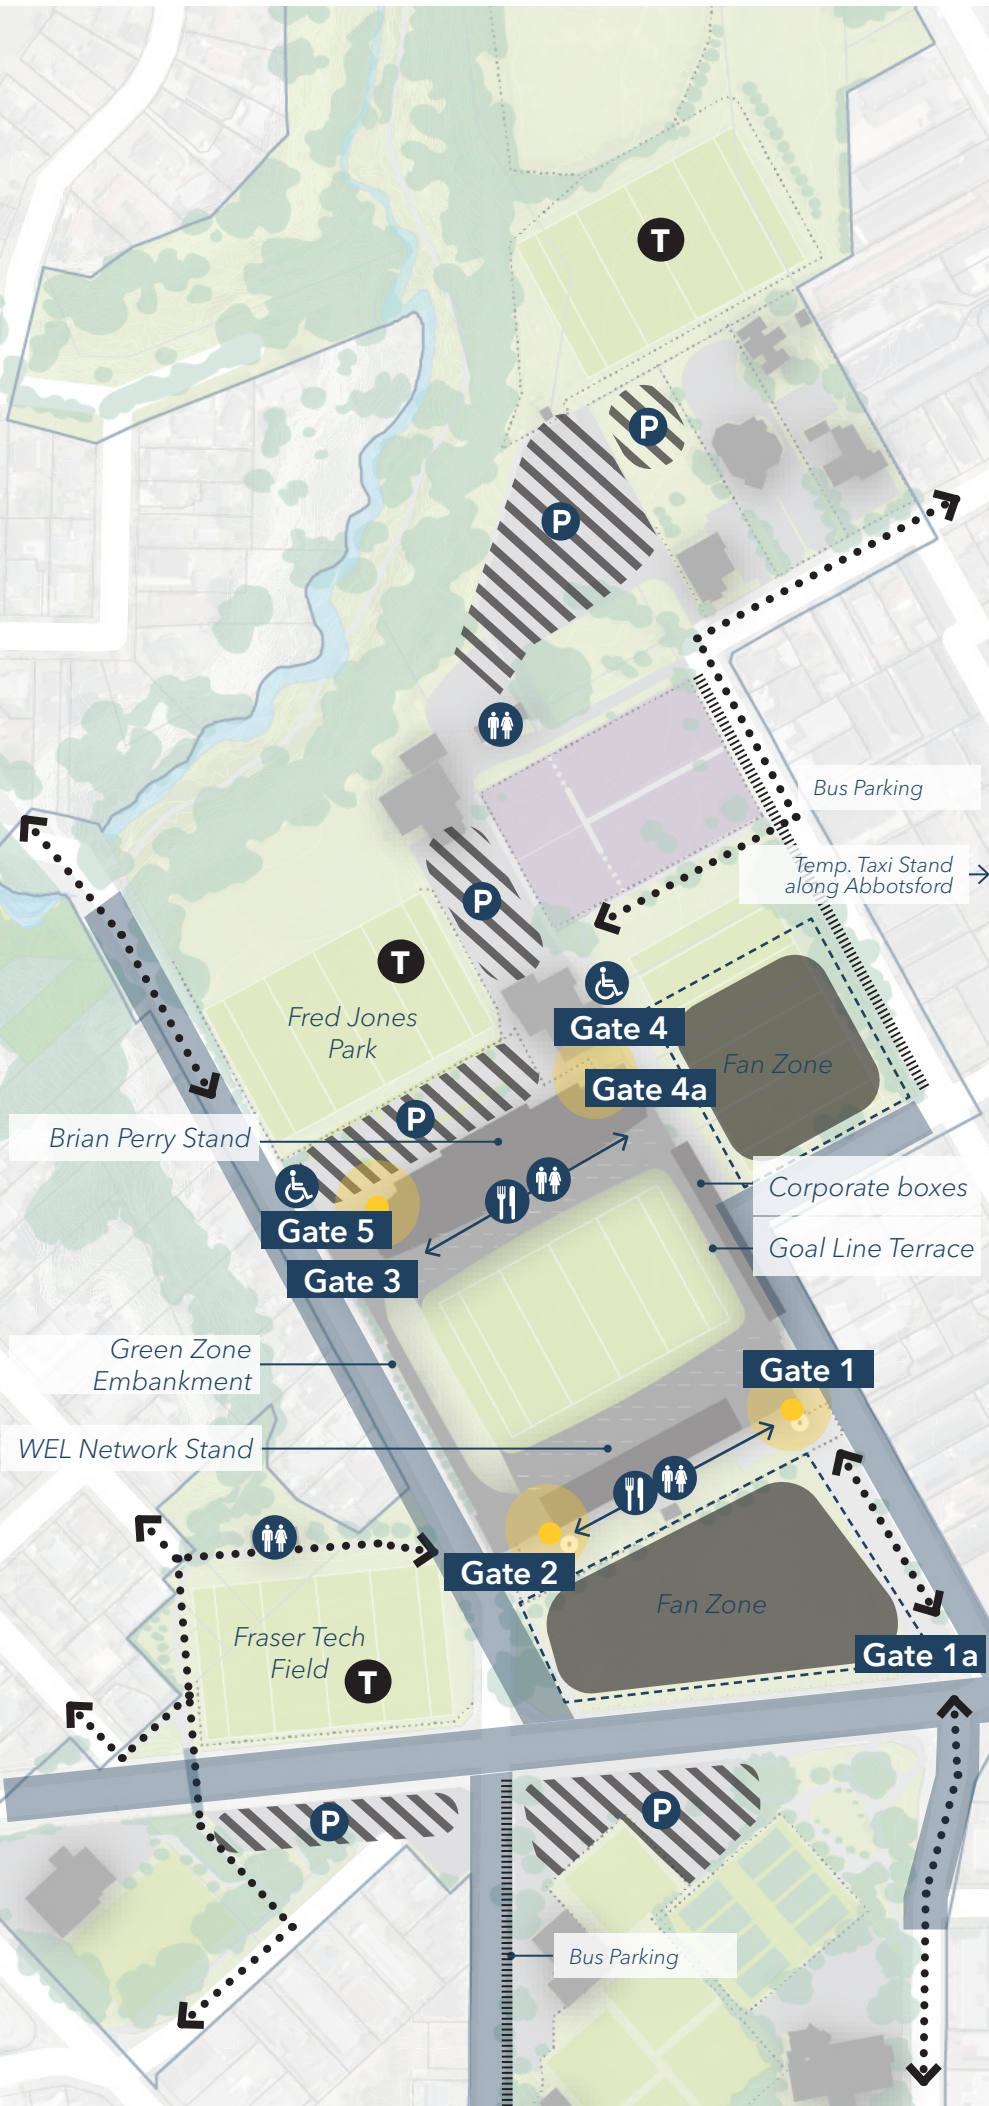 T
P
P
Bus Parking
Temp. Taxi Stand
along Abbotsford
P
T
Fred Jones
Park
Gate 4
Fan Zone
Gate 4a
P
Brian Perry Stand
Corporate boxes
Gate 5
Goal Line Terrace
Gate 3
Green Zone
Embankment
Gate 1
WEL Network Stand
Gate 2
Fan Zone
Fraser Tech
Field
T
Gate 1a
P
P
Bus Parking